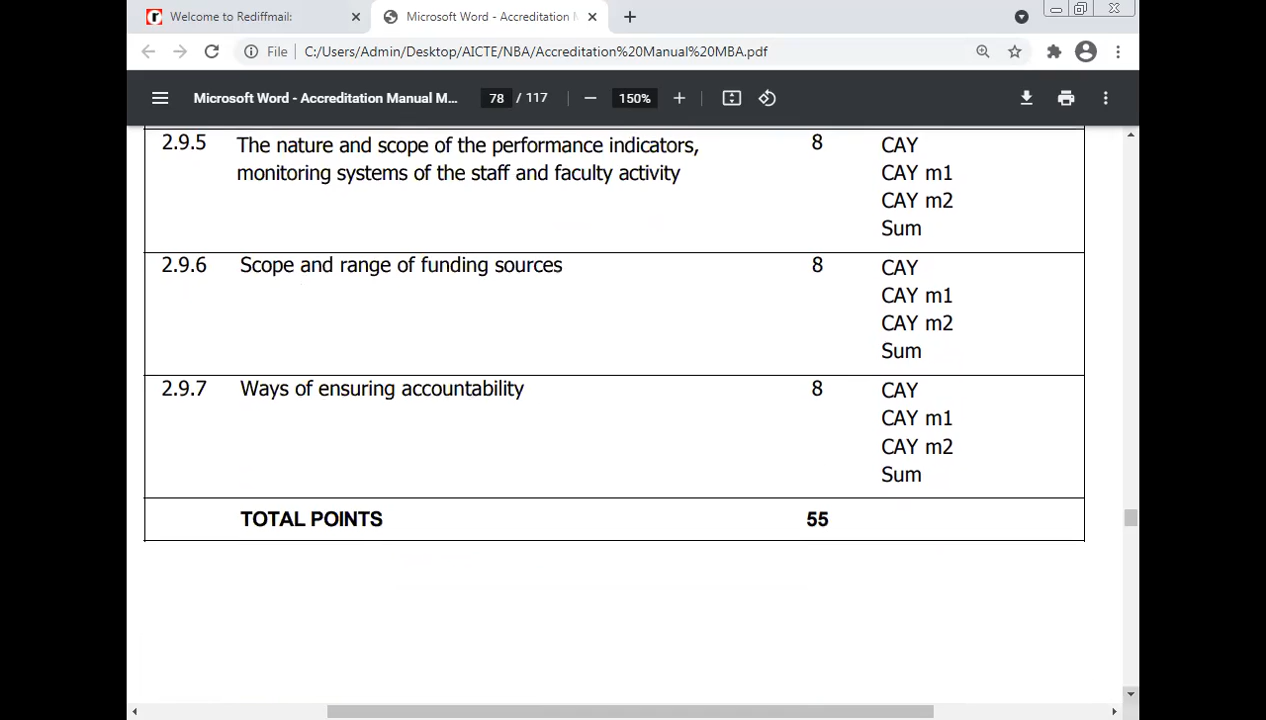 Welcome to Rediffmail:
Microsoft Word - Accreditation M
File
C:/Users/Admin/Desktop/AICTE/NBA/Accreditation%20Manual%20MBA.pdf
Microsoft Word - Accreditation Manual M...
78 / 117
150%
2.9.5 The nature and scope of the performance indicators, 8 CAY
monitoring systems of the staff and faculty activity CAY m1
CAY m2
Sum
2.9.6 Scope and range of funding sources 8 CAY
CAY m1
CAY m2
Sum
2.9.7 Ways of ensuring accountability 8 CAY
CAY m1
CAY m2
Sum
TOTAL POINTS 55